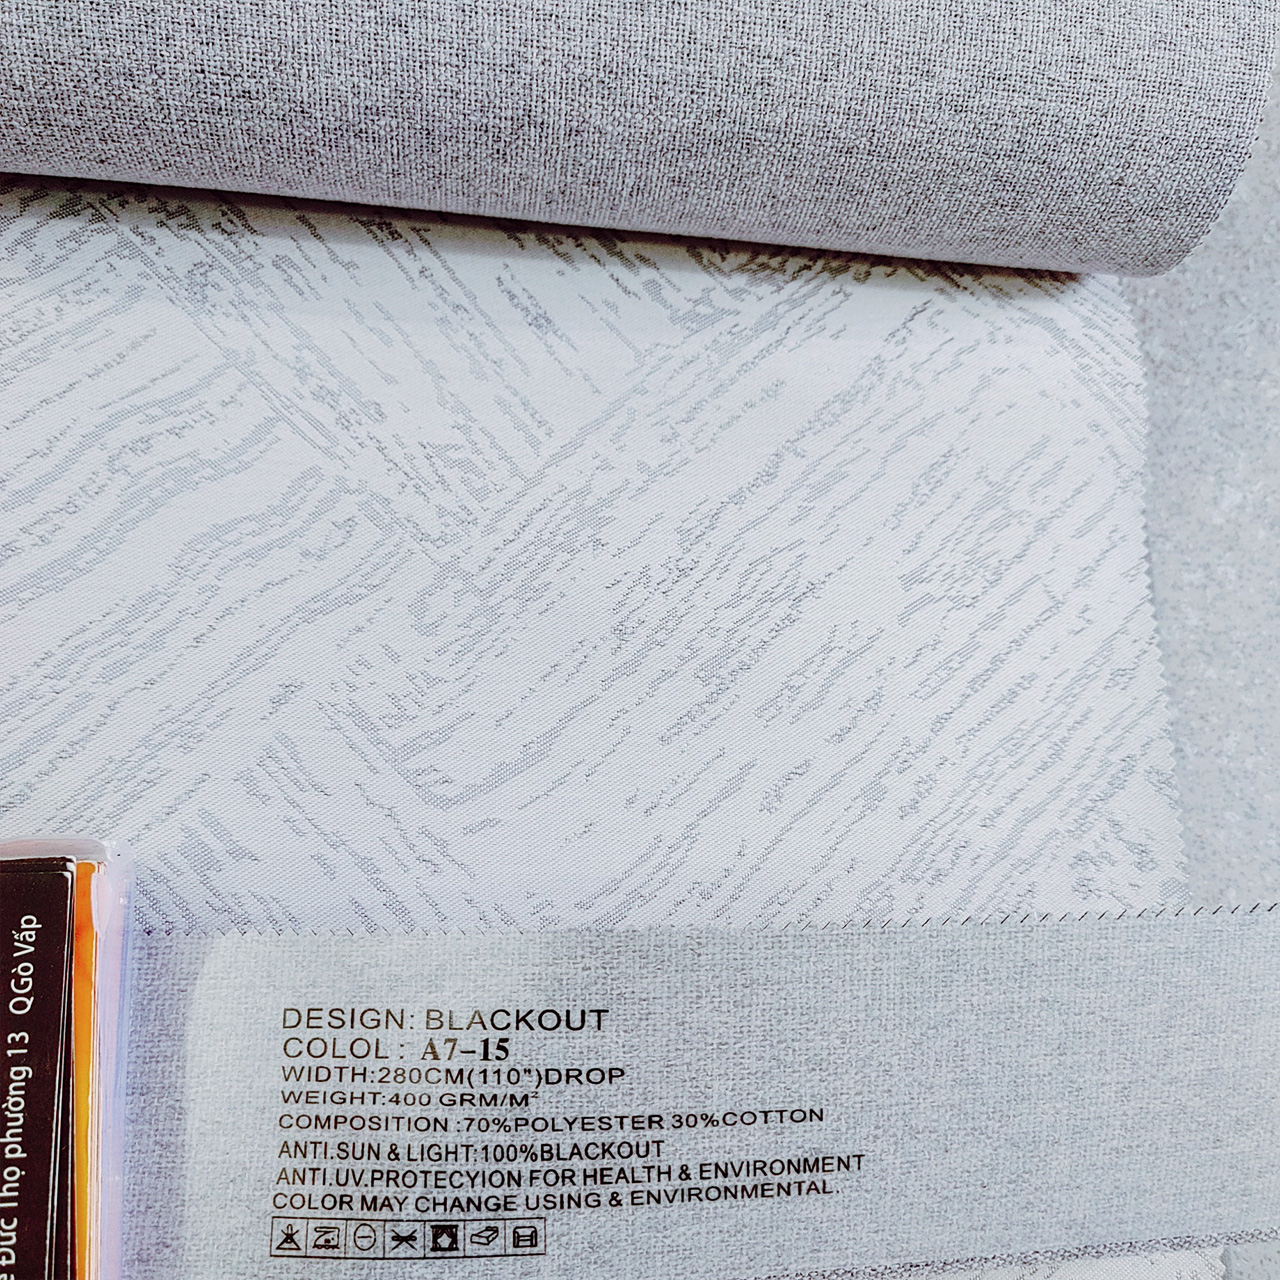 DESIGN: BLACKOUT
COLOL : A7-15
WIDTH:280CM(110")DROP
WEIGHT:400 GRM/M²
COMPOSITION :70%POLYESTER 30%COTTON
ANTI.SUN & LIGHT:100%BLACKOUT
ANTI.UV.PROTECYION FOR HEALTH & ENVIRONMENT
COLOR MAY CHANGE USING & ENVIRONMENTAL.
Đức Thọ phường 13 QGò Vấp